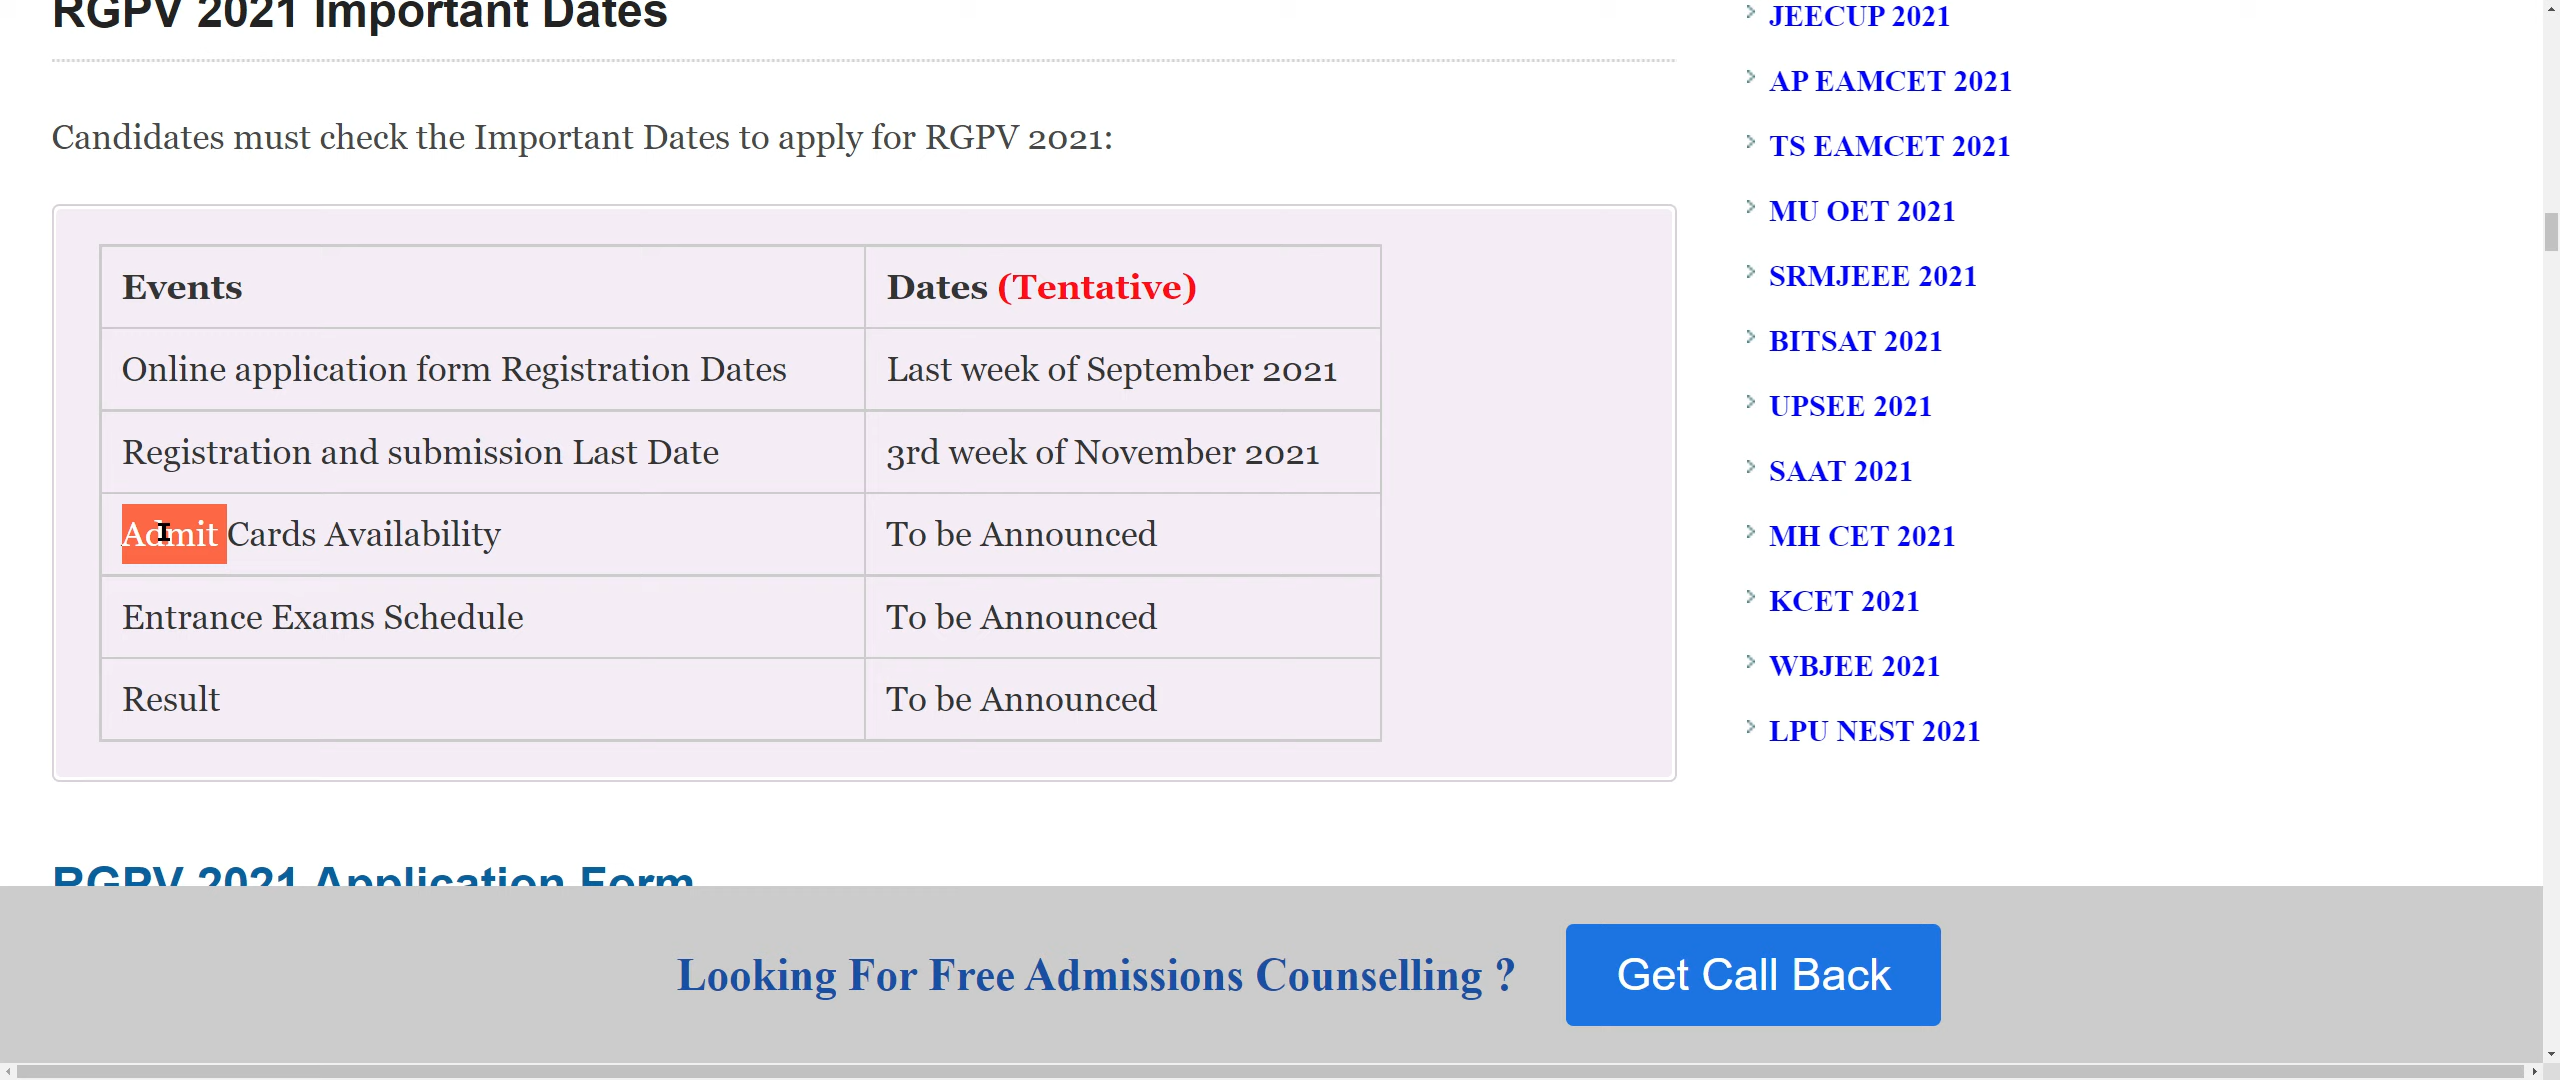 RGPV 2021 Important Dates
Candidates must check the Important Dates to apply for RGPV 2021:
Events Dates (Tentative)
Online application form Registration Dates Last week of September 2021
Registration and submission Last Date 3rd week of November 2021
Admit Cards Availability To be Announced
Entrance Exams Schedule To be Announced
Result To be Announced
RGPV 2021 Application Form
JEECUP 2021
AP EAMCET 2021
TS EAMCET 2021
MU OET 2021
SRMJEEE 2021
BITSAT 2021
UPSEE 2021
SAAT 2021
MH CET 2021
KCET 2021
WBJEE 2021
LPU NEST 2021
Looking For Free Admissions Counselling ? Get Call Back